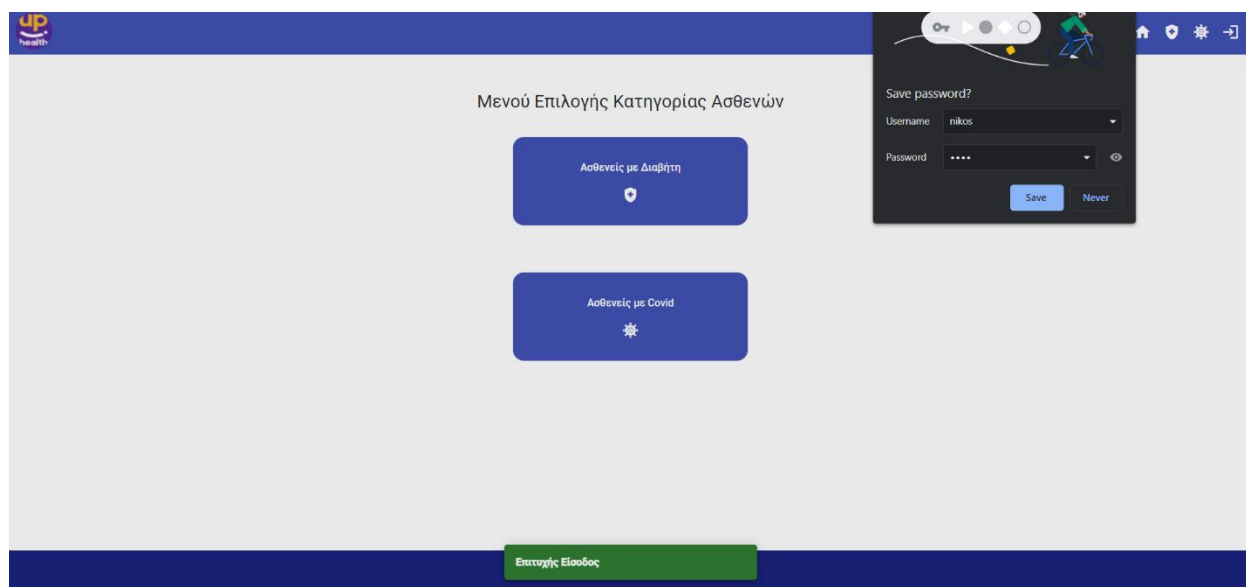 up
health
Μενού Επιλογής Κατηγορίας Ασθενών
Ασθενείς με Διαβήτη
Ασθενείς με Covid
Save password?
Username nikos
Password ••••
Save Never
Επιτυχής Είσοδος